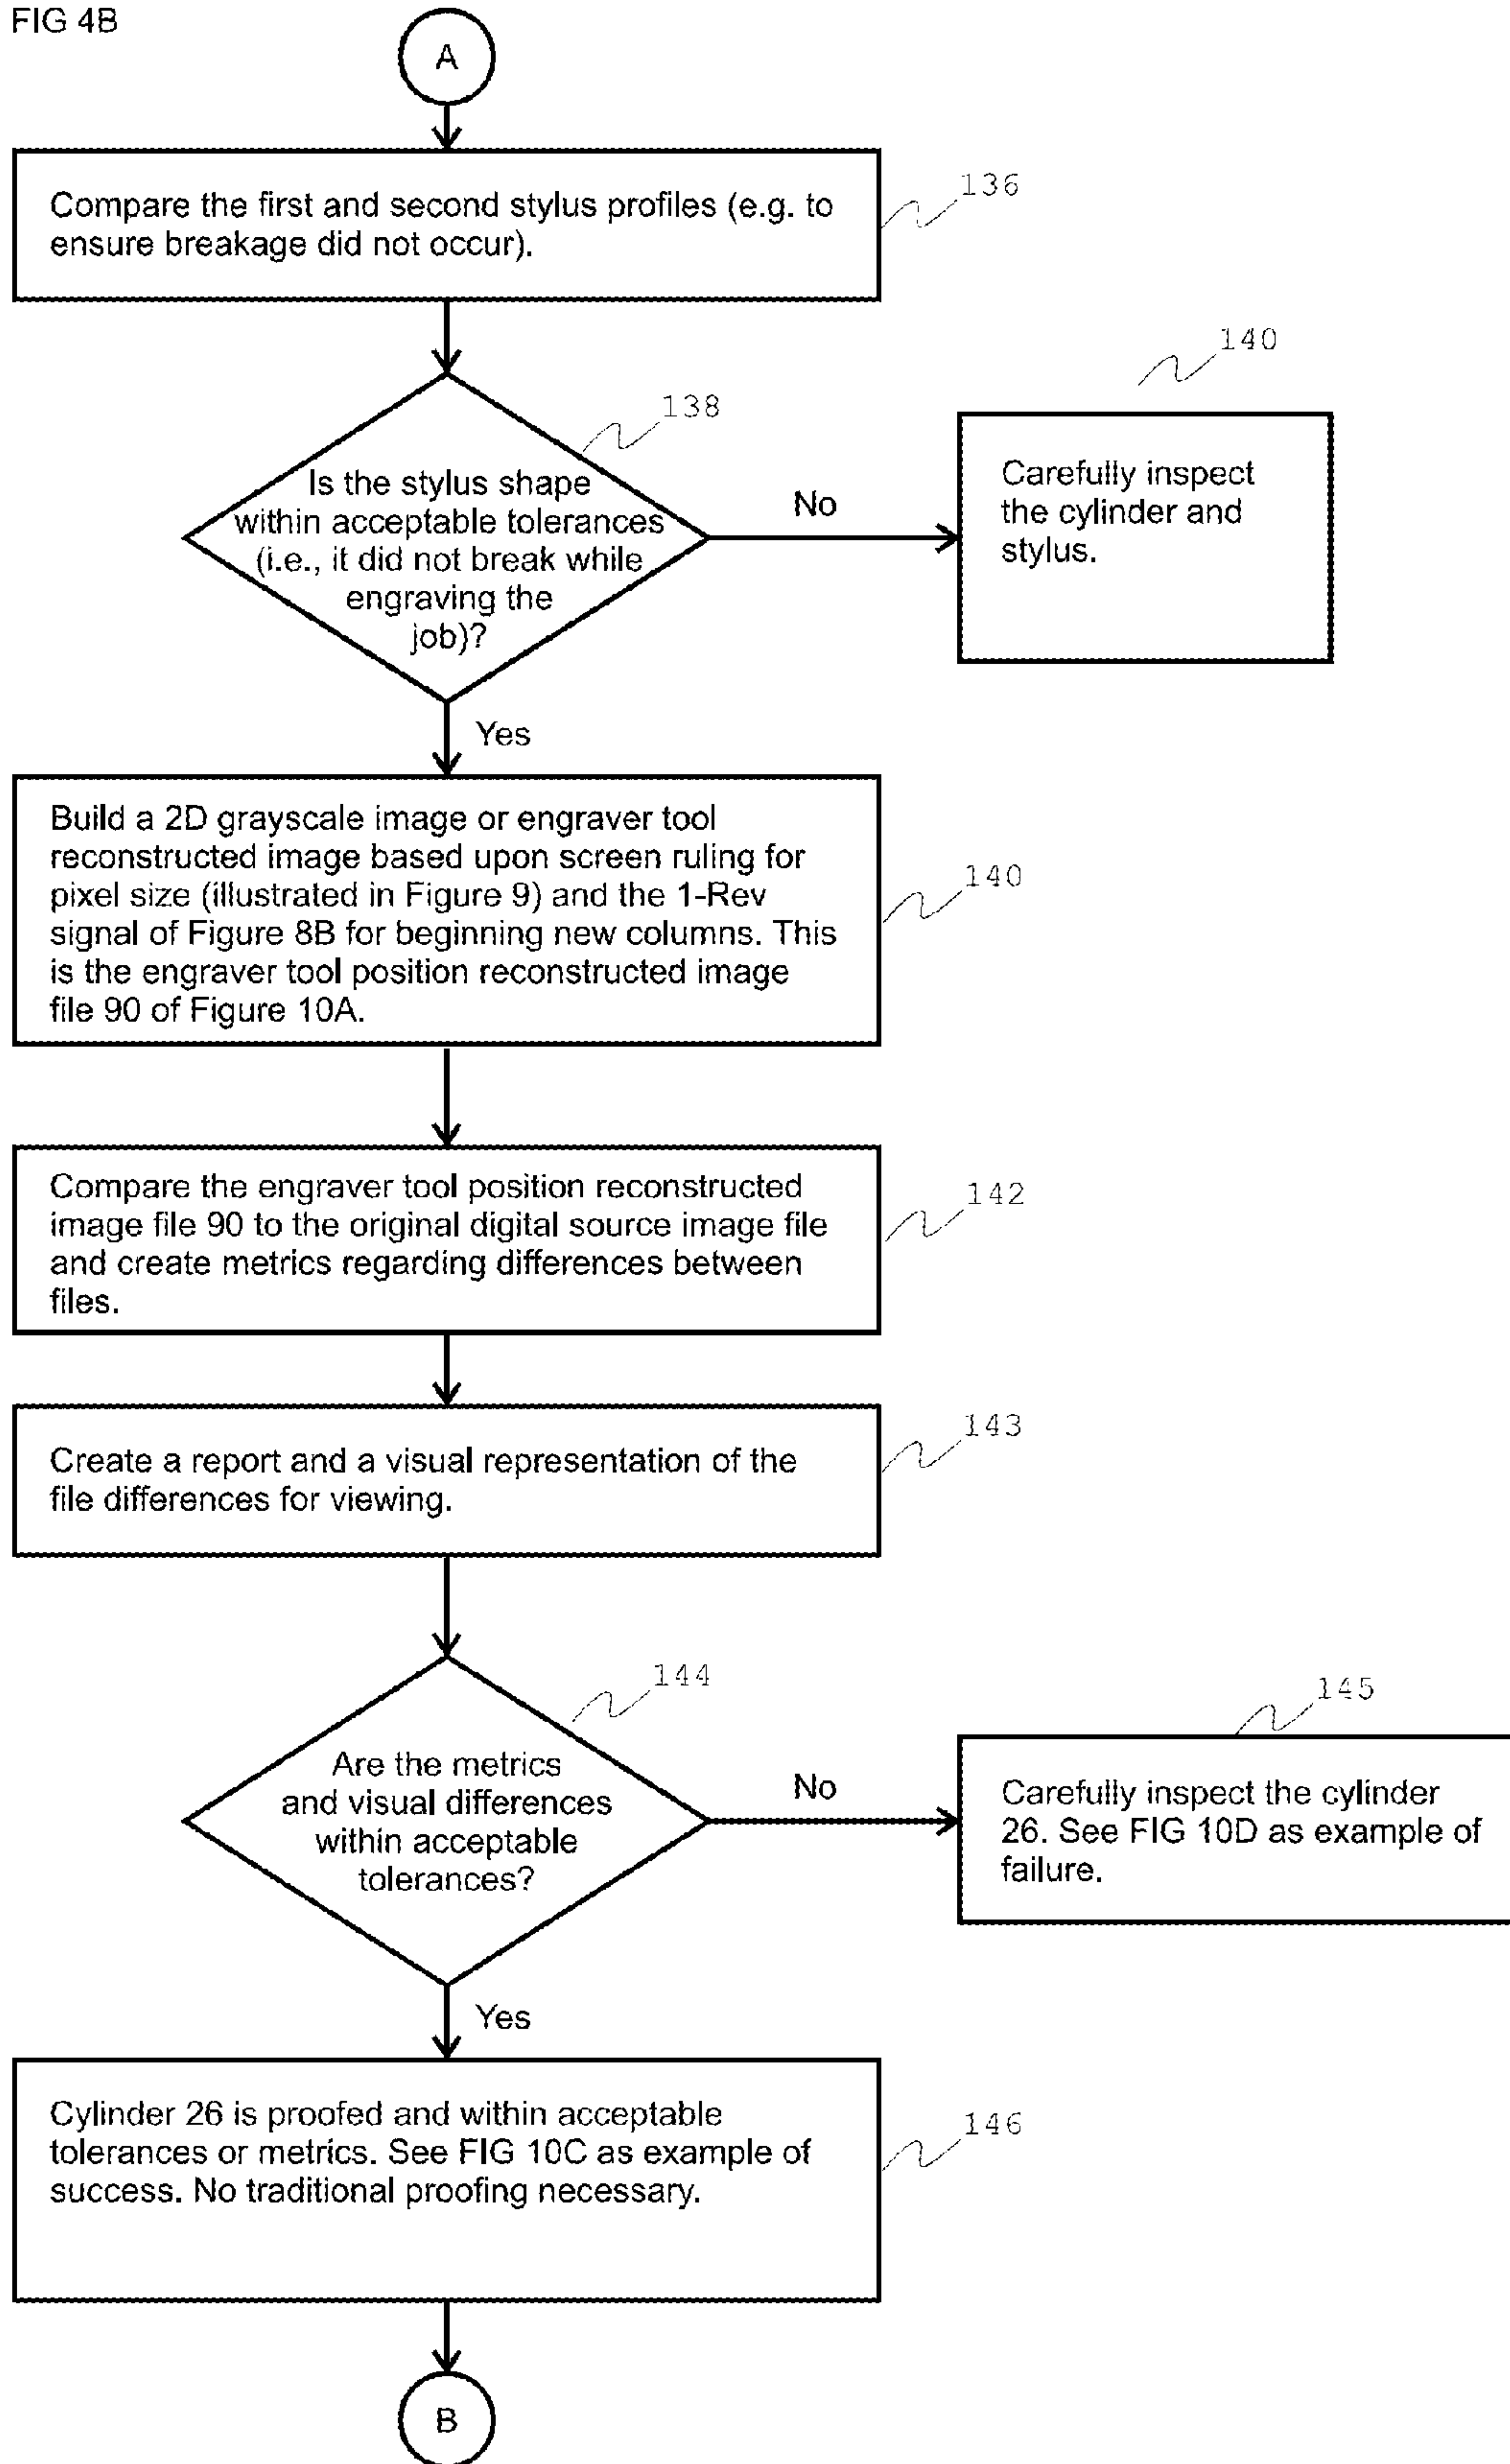 FIG 4B
A
Compare the first and second stylus profiles (e.g. to
ensure breakage did not occur).
136
138
Is the stylus shape
within acceptable tolerances
(i.e., it did not break while
engraving the
job)?
No
140
Carefully inspect
the cylinder and
stylus.
Yes
Build a 2D grayscale image or engraver tool
reconstructed image based upon screen ruling for
pixel size (illustrated in Figure 9) and the 1-Rev
signal of Figure 8B for beginning new columns. This
is the engraver tool position reconstructed image
file 90 of Figure 10A.
140
Compare the engraver tool position reconstructed
image file 90 to the original digital source image file
and create metrics regarding differences between
files.
142
Create a report and a visual representation of the
file differences for viewing.
143
144
Are the metrics
and visual differences
within acceptable
tolerances?
No
145
Carefully inspect the cylinder
26. See FIG 10D as example of
failure.
Yes
Cylinder 26 is proofed and within acceptable
tolerances or metrics. See FIG 10C as example of
success. No traditional proofing necessary.
146
B